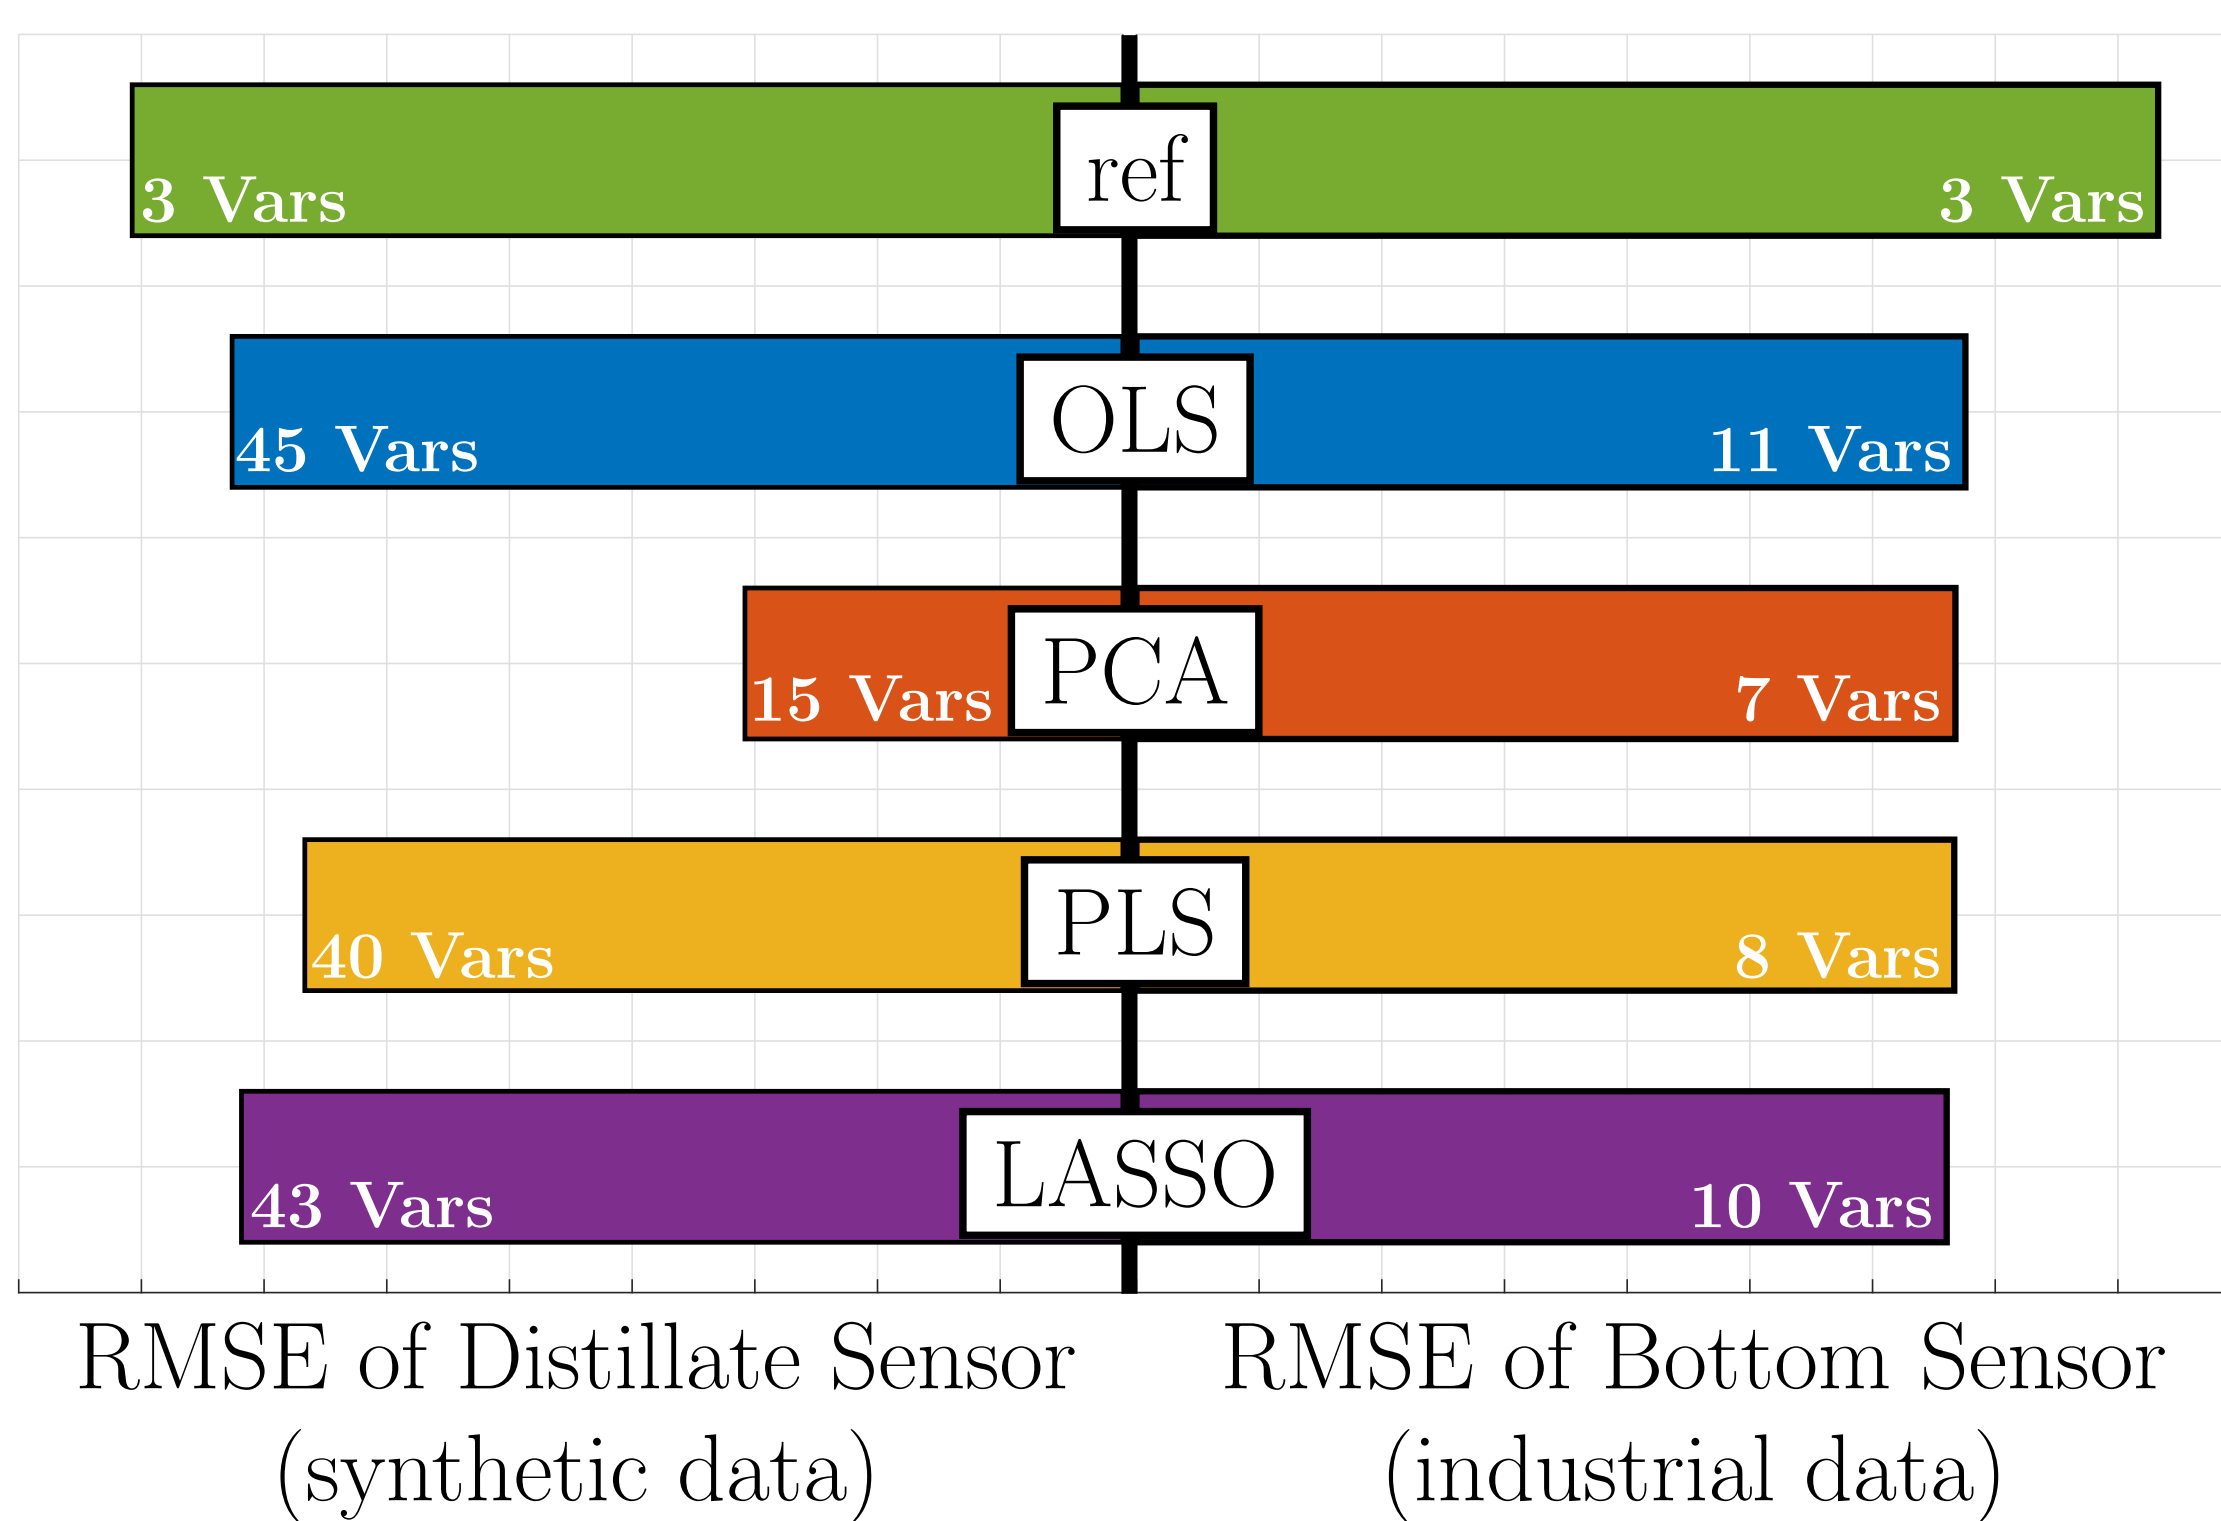 ref
3 Vars
3 Vars
OLS
45 Vars
11 Vars
PCA
15 Vars
7 Vars
PLS
40 Vars
8 Vars
LASSO
43 Vars
10 Vars
RMSE of Distillate Sensor
(synthetic data)
RMSE of Bottom Sensor
(industrial data)